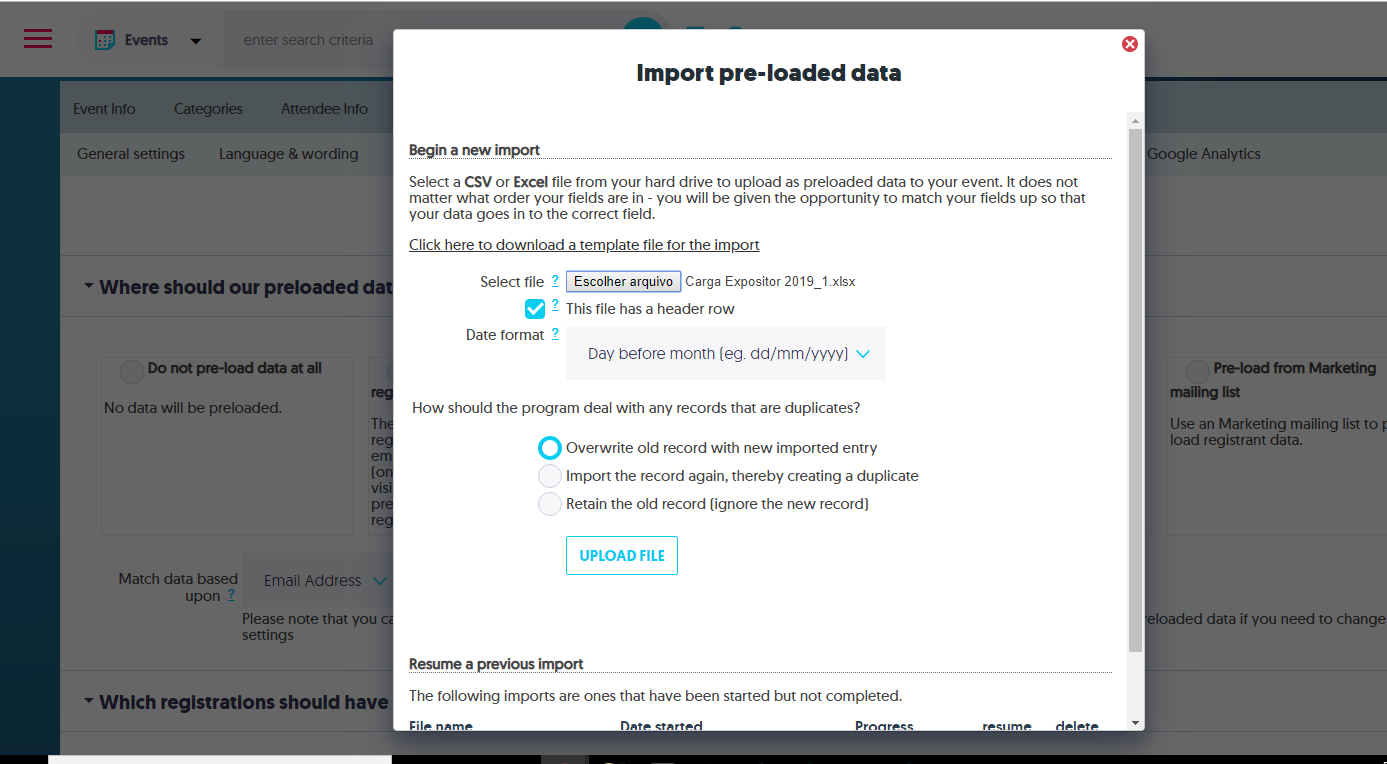 Events
enter search criteria
Import pre-loaded data
Event Info
Categories
Attendee Info
General settings
Language & wording
Google Analytics
Begin a new import
Select a CSV or Excel file from your hard drive to upload as preloaded data to your event. It does not
matter what order your fields are in - you will be given the opportunity to match your fields up so that
your data goes in to the correct field.
Click here to download a template file for the import
Select file ? Escolher arquivo Carga Expositor 2019_1.xlsx
? This file has a header row
Date format ? Day before month (eg. dd/mm/yyyy)
How should the program deal with any records that are duplicates?
Overwrite old record with new imported entry
Import the record again, thereby creating a duplicate
Retain the old record (ignore the new record)
UPLOAD FILE
Resume a previous import
The following imports are ones that have been started but not completed.
File name Date started Progress resume delete
Where should our preloaded dat
Do not pre-load data at all
No data will be preloaded.
reg
The
reg
em
(on
visi
pre
reg
Pre-load from Marketing
mailing list
Use an Marketing mailing list to p
load registrant data.
Match data based
upon ?
Email Address
Please note that you ca
reloaded data if you need to change
settings
Which registrations should have